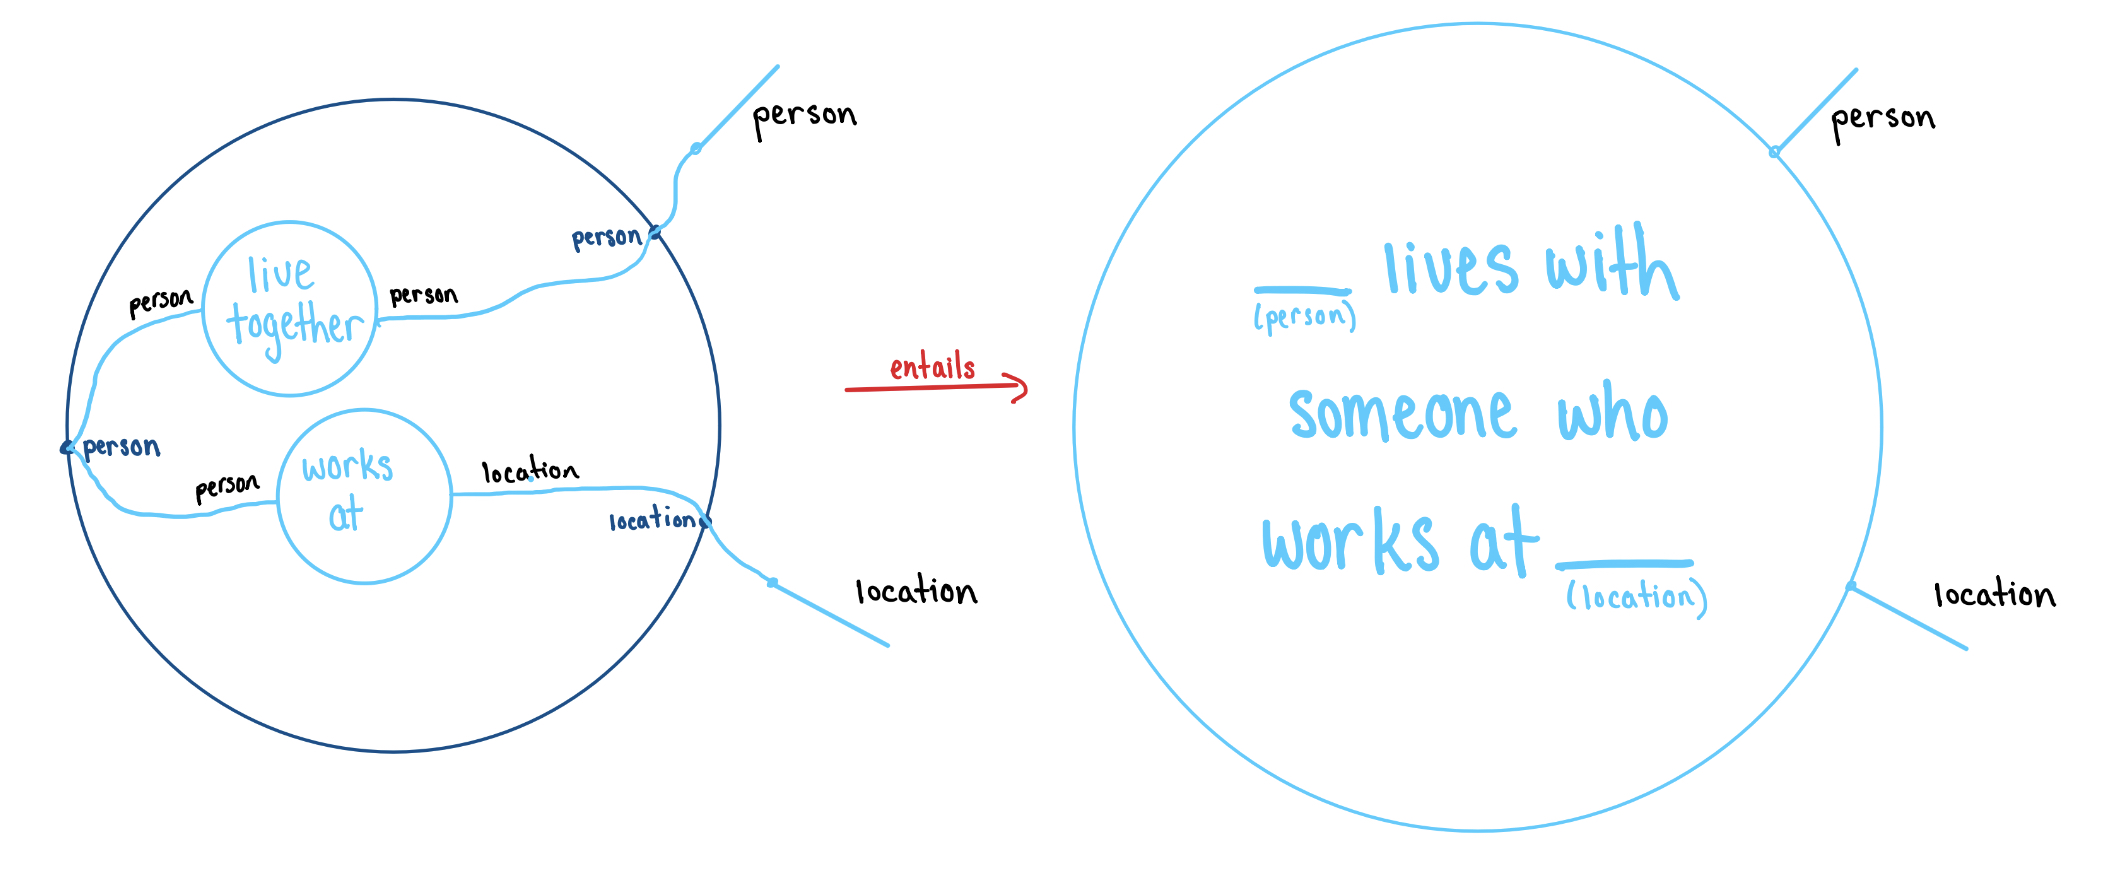 person
person
live
together
person
person
person
works
at
person
location
location
location
entails
person
___ lives with
(person)
someone who
works at ___
(location)
location